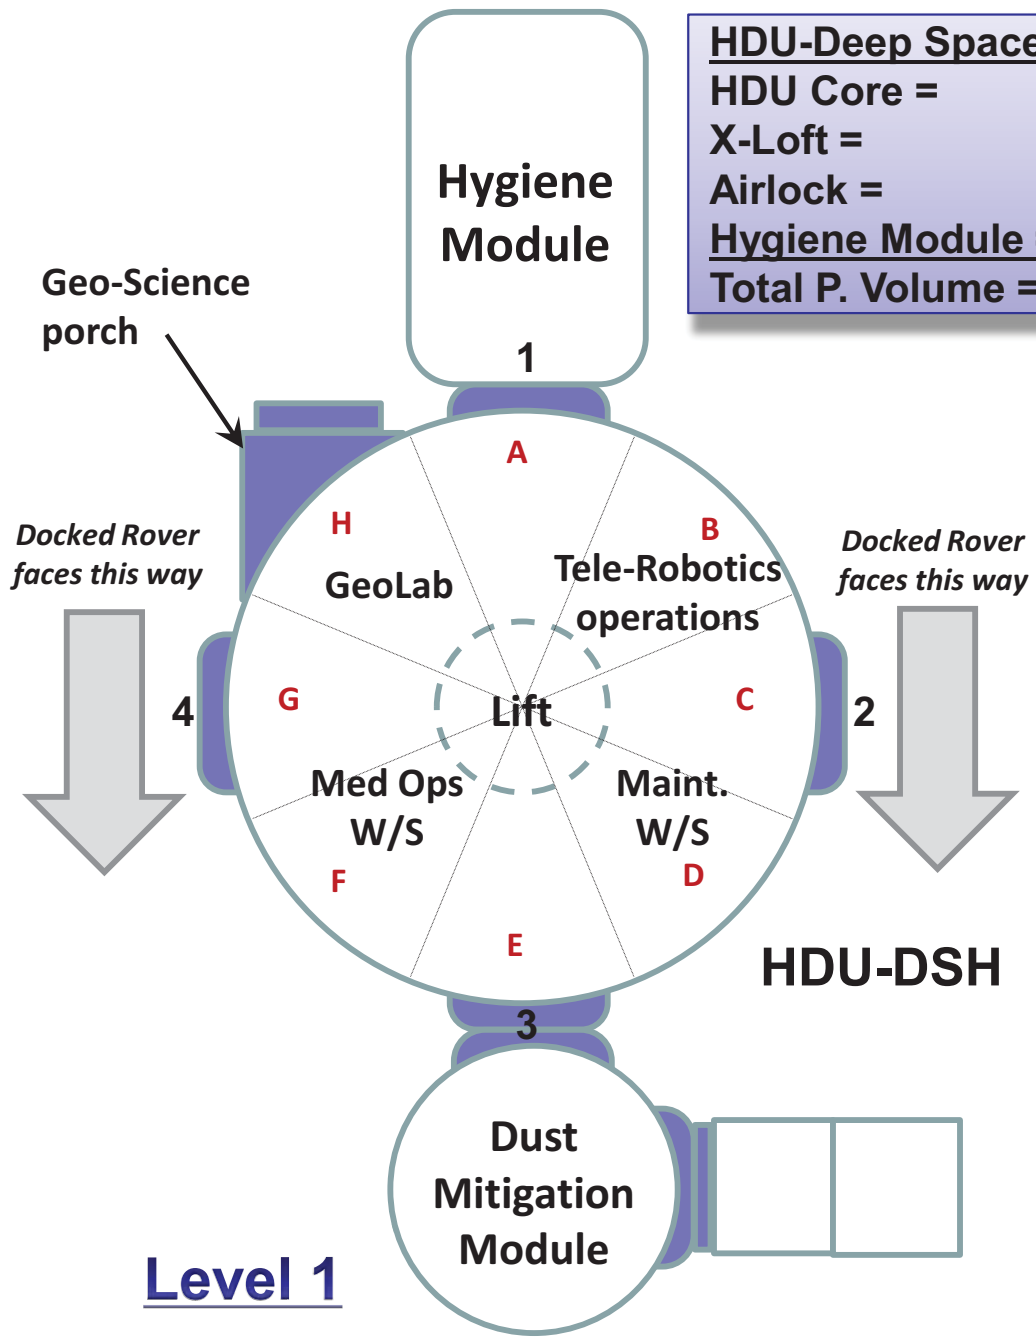 HDU-Deep Space
HDU Core =
X-Loft =
Airlock =
Hygiene Module =
Total P. Volume =
Hygiene
Module
Geo-Science
porch
1
A
H
B
Docked Rover
faces this way
GeoLab
Tele-Robotics
operations
Docked Rover
faces this way
4
G
Lift
C
2
Med Ops
W/S
Maint.
W/S
F
D
E
HDU-DSH
3
Dust
Mitigation
Module
Level 1